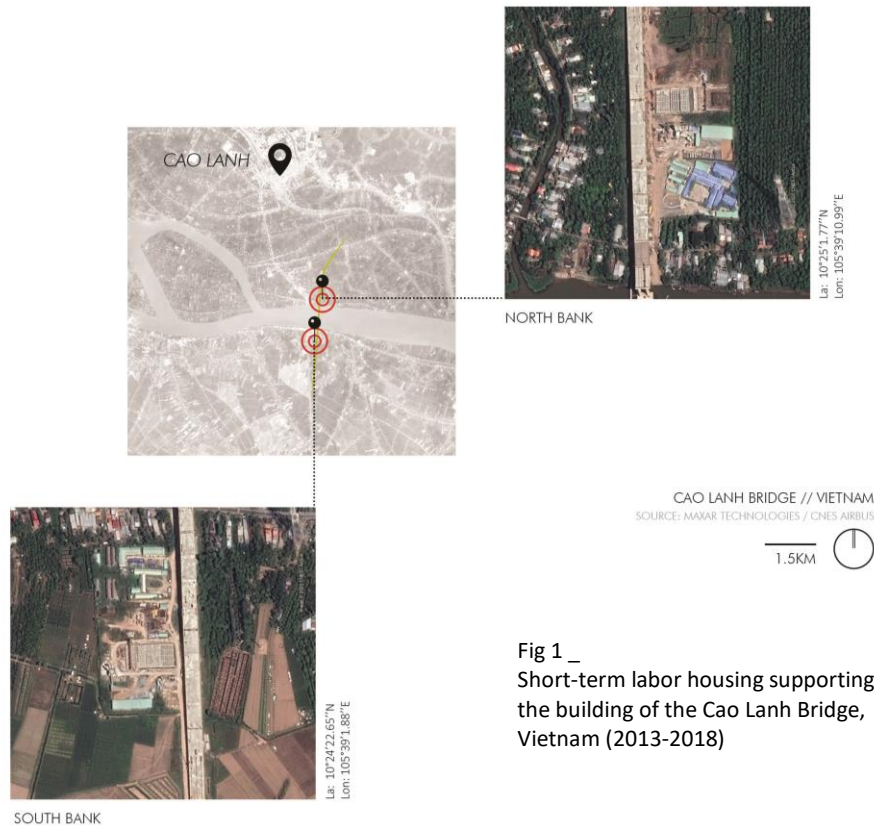 CAO LANH
La: 10°25'1.77"N
Lon: 105°39'10.99"E
NORTH BANK
CAO LANH BRIDGE // VIETNAM
SOURCE: MAXAR TECHNOLOGIES / CNES AIRBUS
1.5KM
La: 10°24'22.65"N
Lon: 105°39'1.88"E
SOUTH BANK
Fig 1 _
Short-term labor housing supporting
the building of the Cao Lanh Bridge,
Vietnam (2013-2018)